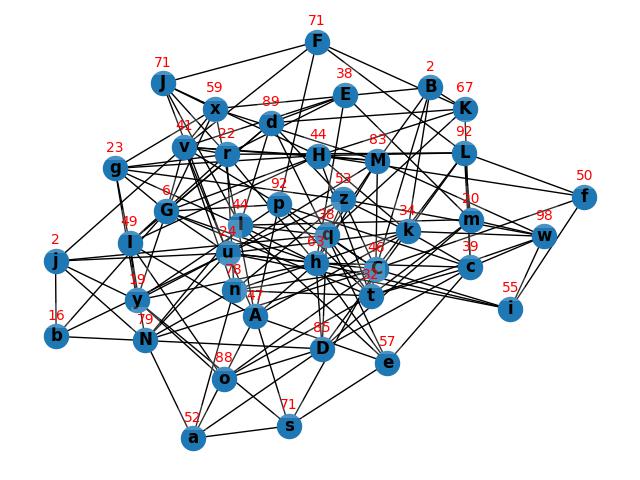 71
F
71
J
38
E
2
B
59
x
67
K
89
d
41
v
22
r
44
H
83
M
92
L
23
g
50
f
6
G
92
p
53
z
20
m
49
I
44
34
k
98
w
38
q
2
j
24
u
63
h
46
C
39
c
19
y
78
n
32
t
55
i
16
b
79
N
47
A
85
D
57
e
88
o
71
s
52
a